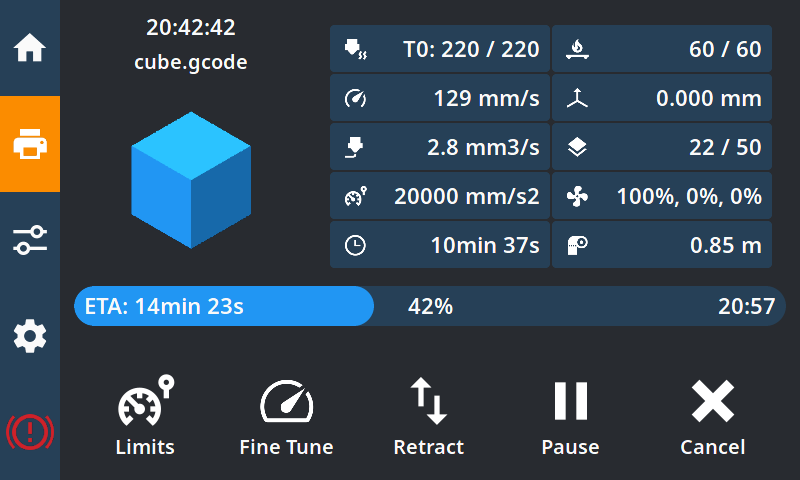 20:42:42
cube.gcode
T0: 220 / 220
60 / 60
129 mm/s
0.000 mm
2.8 mm3/s
22 / 50
20000 mm/s2
100%, 0%, 0%
10min 37s
0.85 m
ETA: 14min 23s
42%
20:57
Limits
Fine Tune
Retract
Pause
Cancel